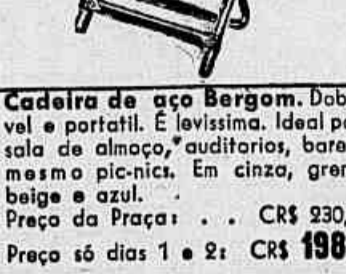 Cadeira de aço Bergom. Dob
vel e portatil. É levissima. Ideal pa
sala de almoço, auditorios, bare
mesmo pic-nics. Em cinza, gren
beige e azul.
Preço da Praça: . . CR$ 230,
Preço só dias 1 e 2: CR$ 198